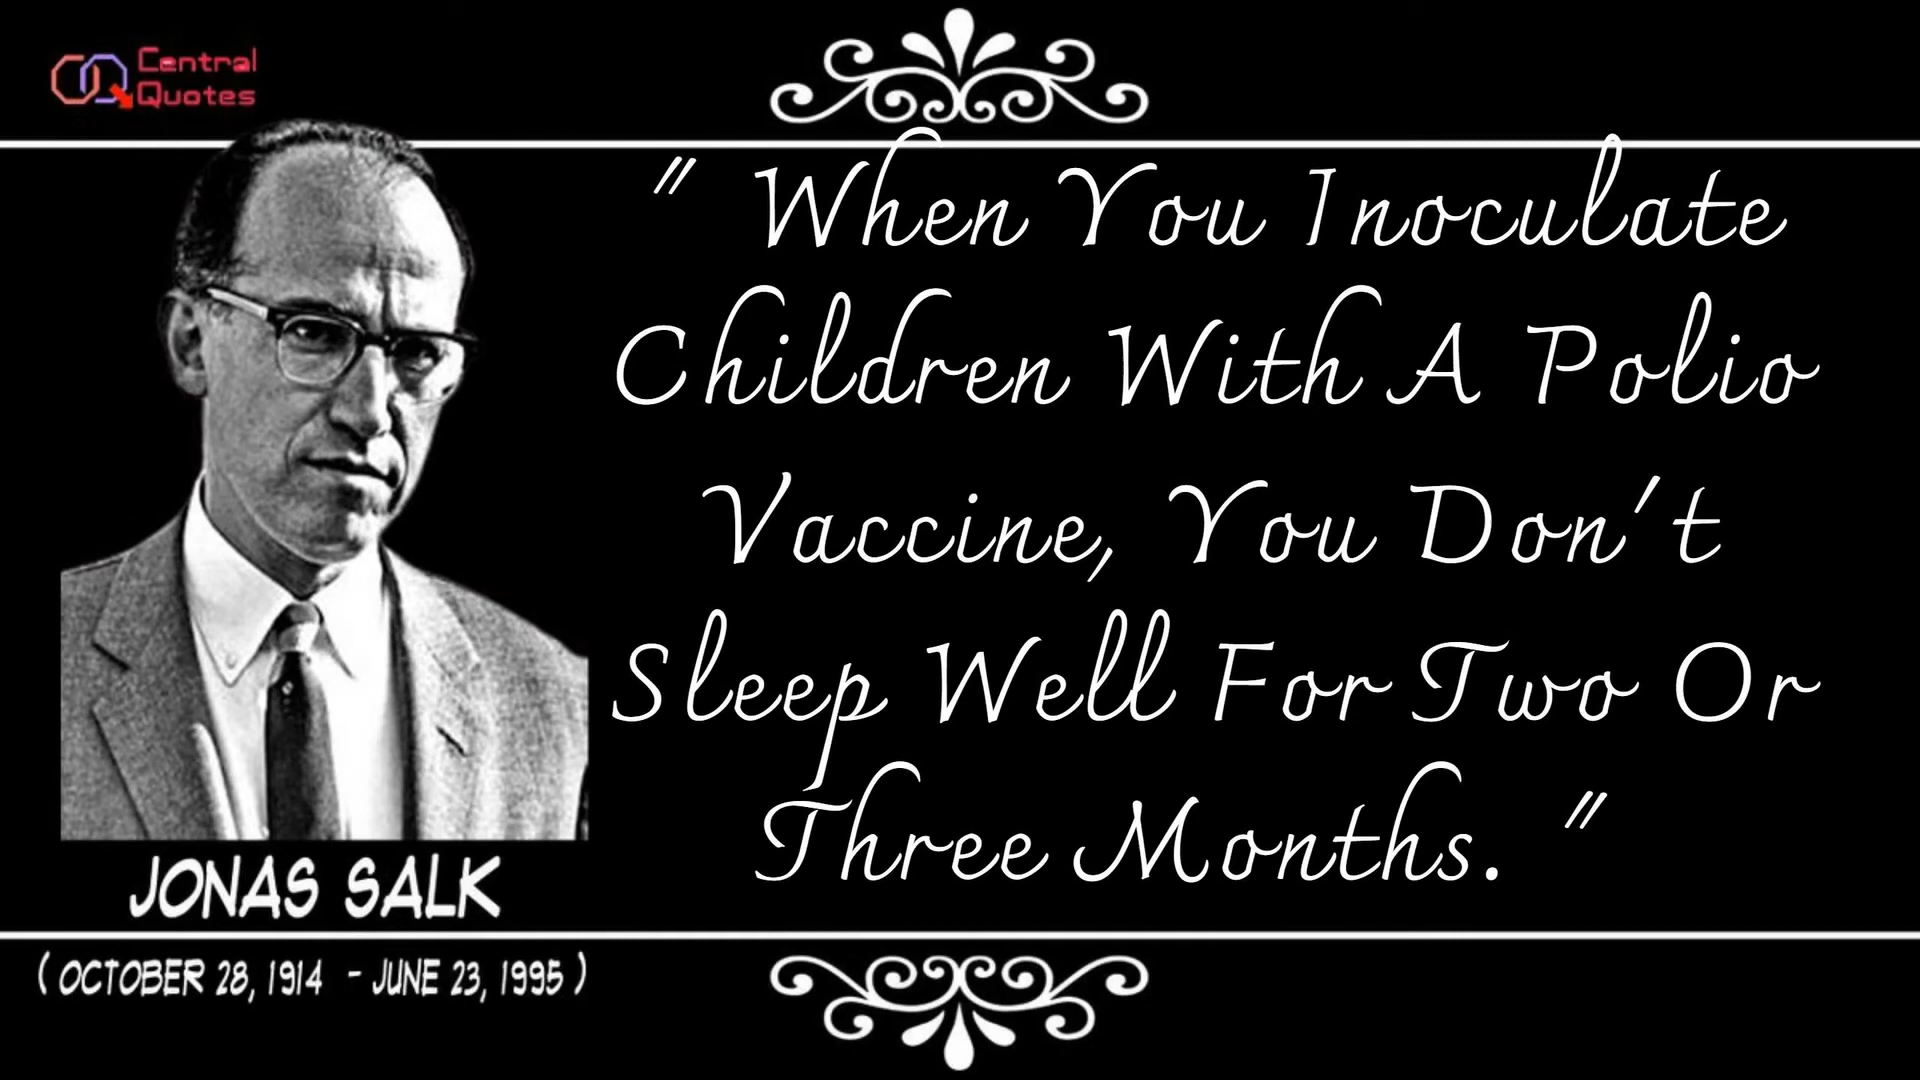 Central
Quotes
" When You Inoculate
Children With A Polio
Vaccine, You Don't
Sleep Well For Two Or
Three Months. "
JONAS SALK
( OCTOBER 28, 1914 - JUNE 23, 1995 )